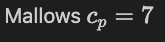 Mallows $c_p = 7$